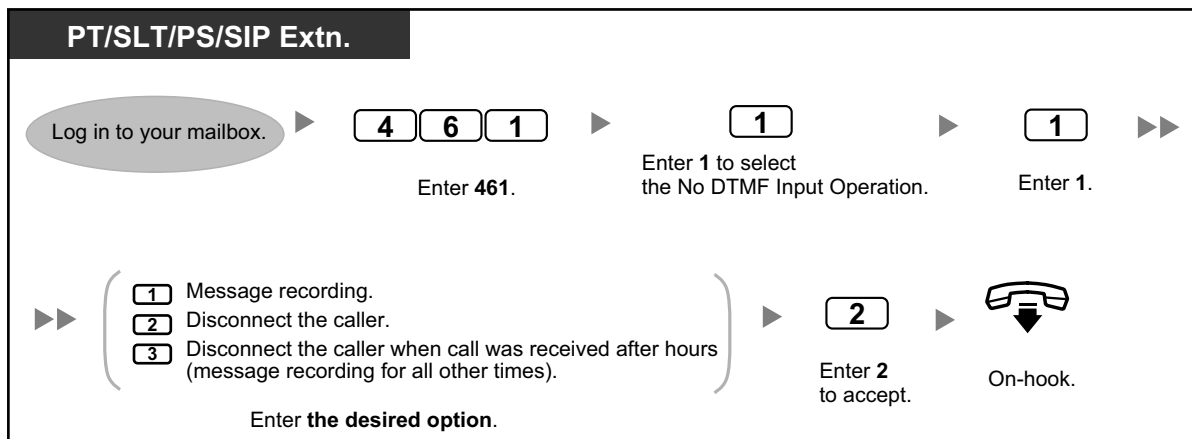 PT/SLT/PS/SIP Extn.
Log in to your mailbox.
4 6 1
Enter 461.
1
Enter 1 to select
the No DTMF Input Operation.
1
Enter 1.
1 Message recording.
2 Disconnect the caller.
3 Disconnect the caller when call was received after hours
(message recording for all other times).
Enter the desired option.
2
Enter 2
to accept.
On-hook.